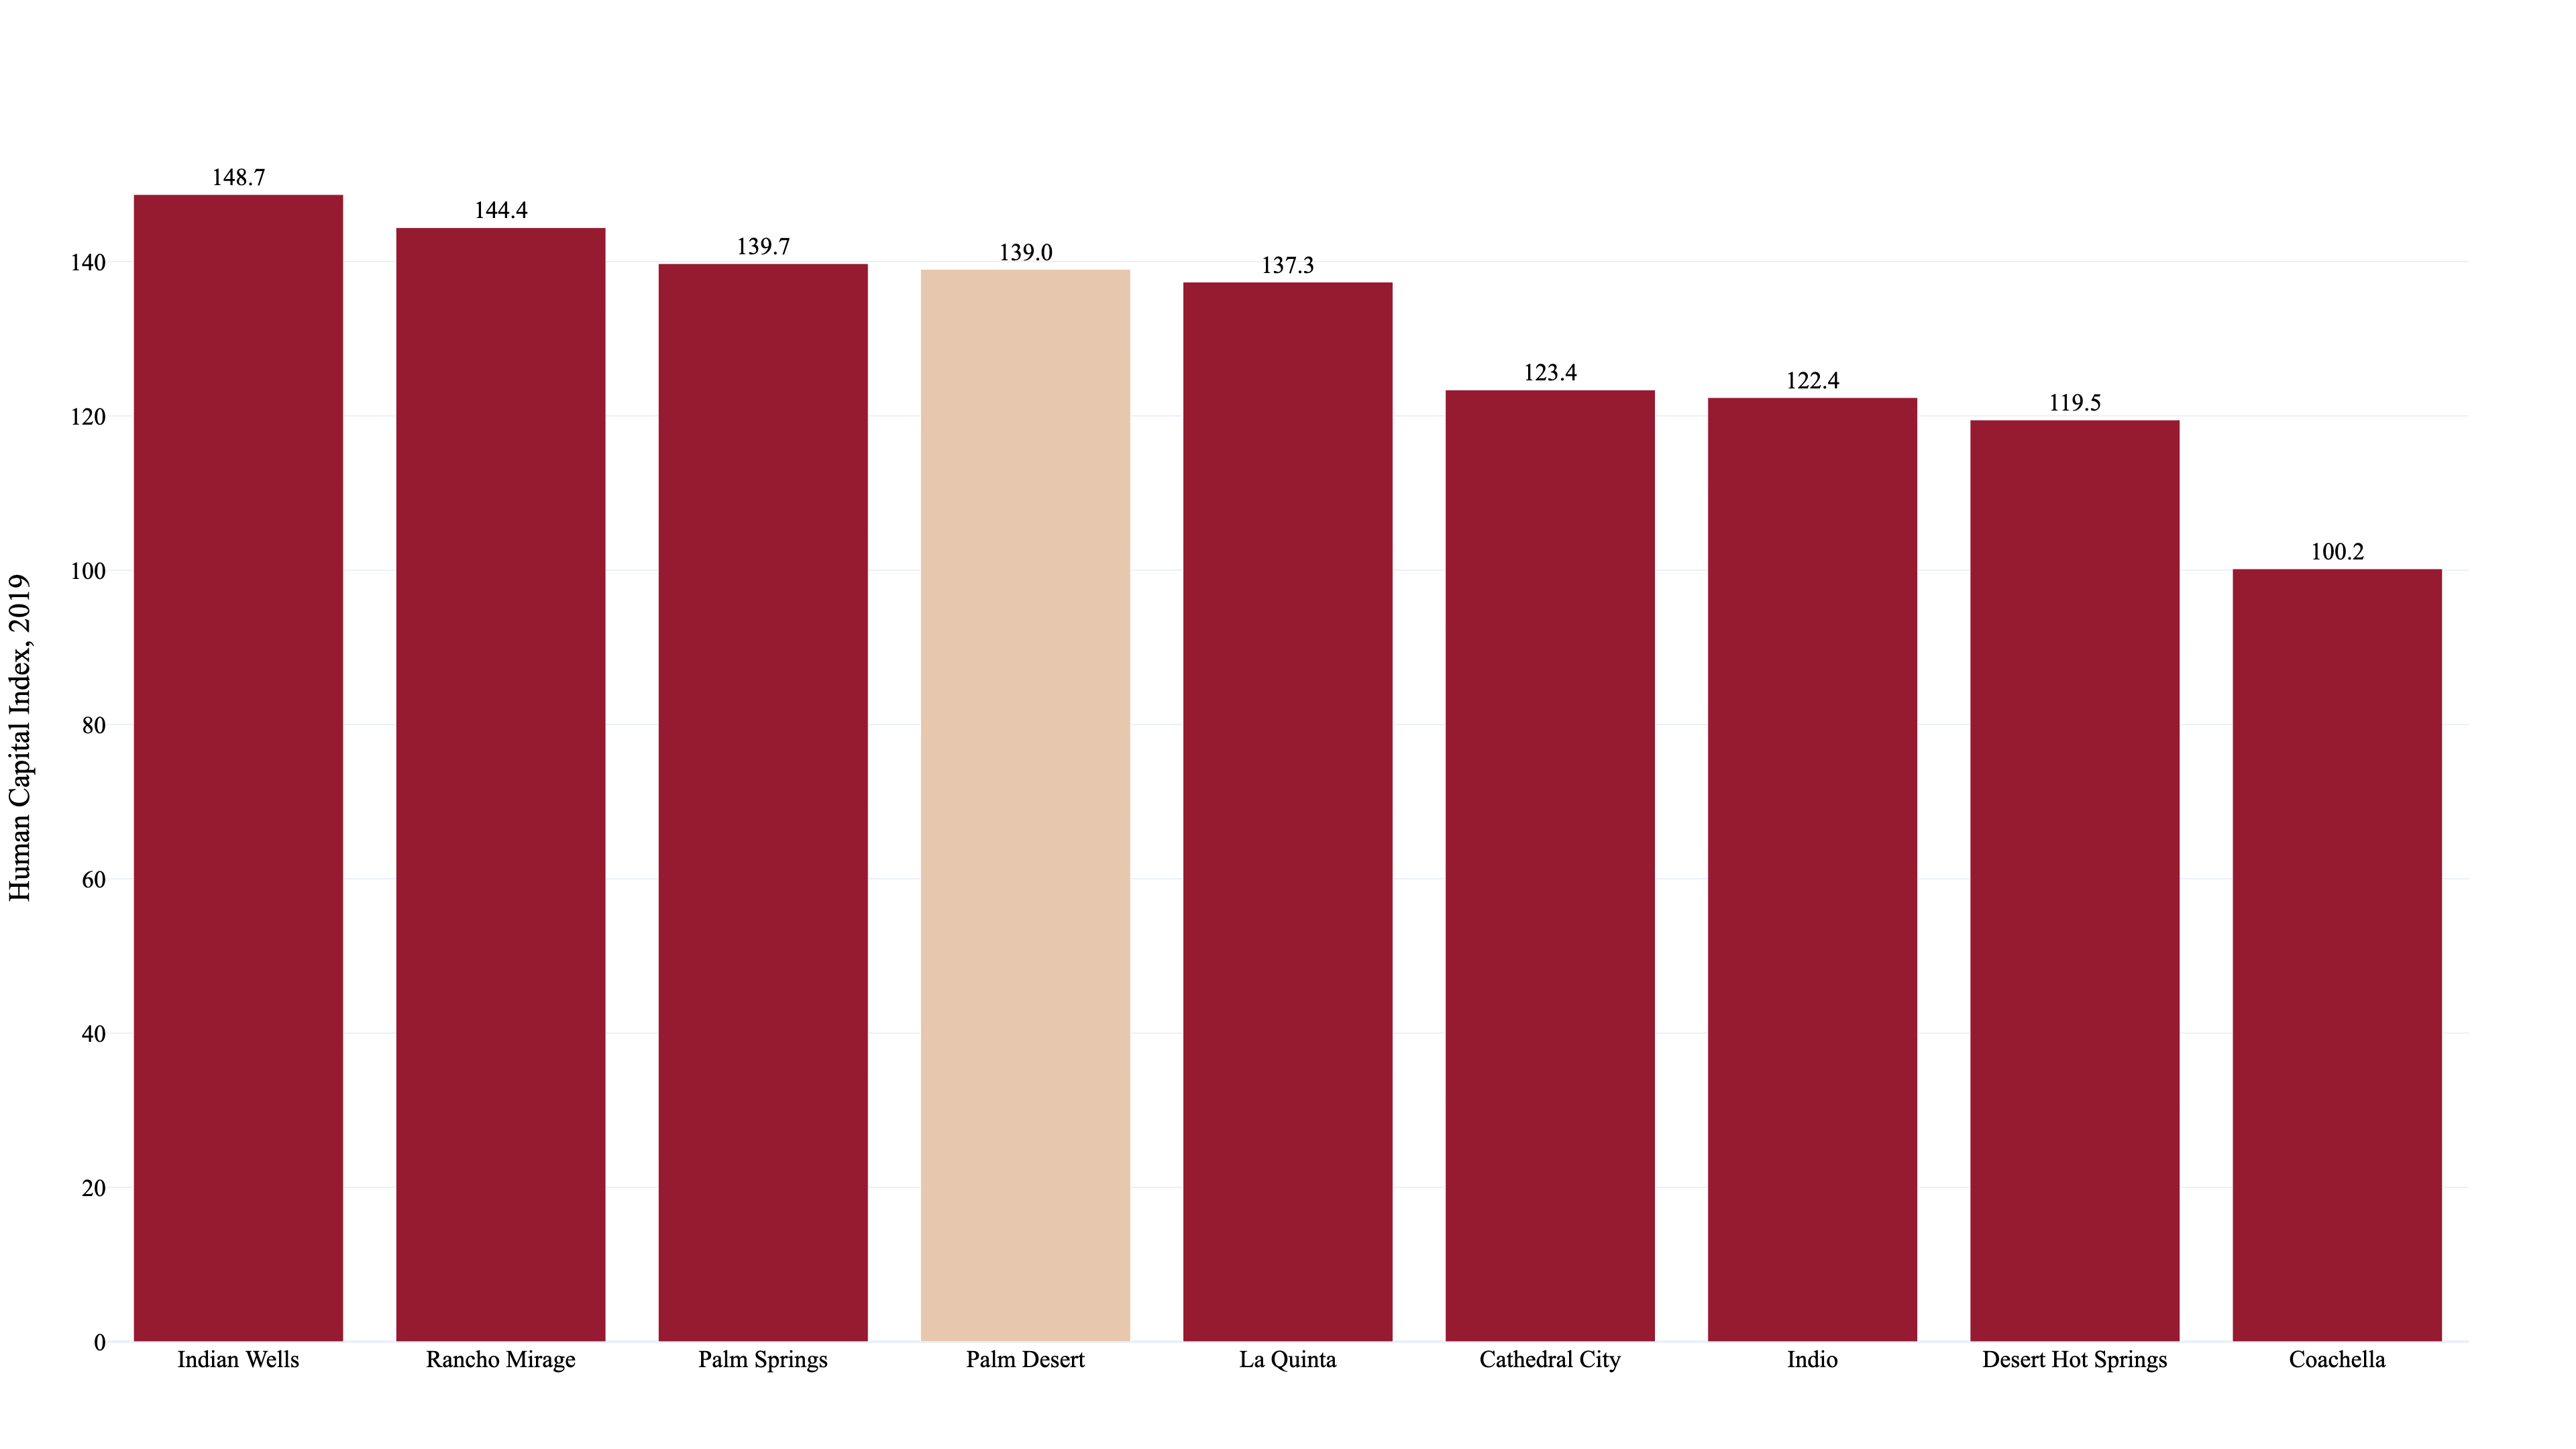 Human Capital Index, 2019
140
120
100
80
60
40
20
0
148.7
144.4
139.7
139.0
137.3
123.4
122.4
119.5
100.2
Indian Wells
Rancho Mirage
Palm Springs
Palm Desert
La Quinta
Cathedral City
Indio
Desert Hot Springs
Coachella